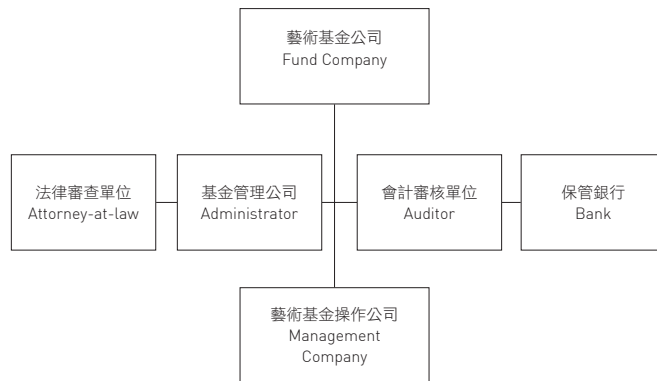 藝術基金公司
Fund Company
法律審查單位
Attorney-at-law
基金管理公司
Administrator
會計審核單位
Auditor
保管銀行
Bank
藝術基金操作公司
Management
Company